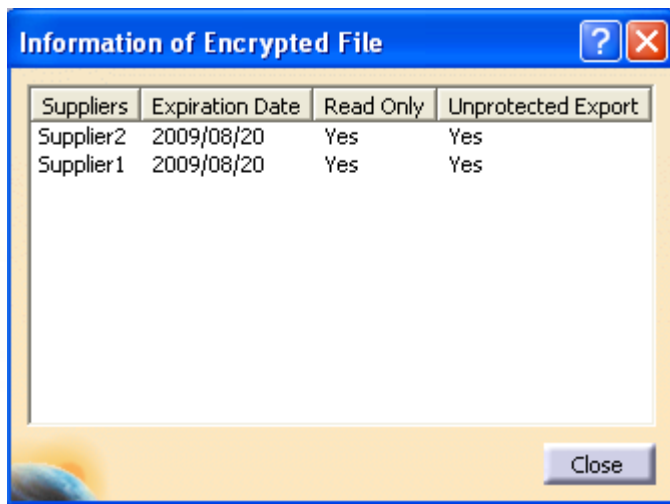 Information of Encrypted File ?
Suppliers Expiration Date Read Only Unprotected Export
Supplier2 2009/08/20 Yes Yes
Supplier1 2009/08/20 Yes Yes
Close